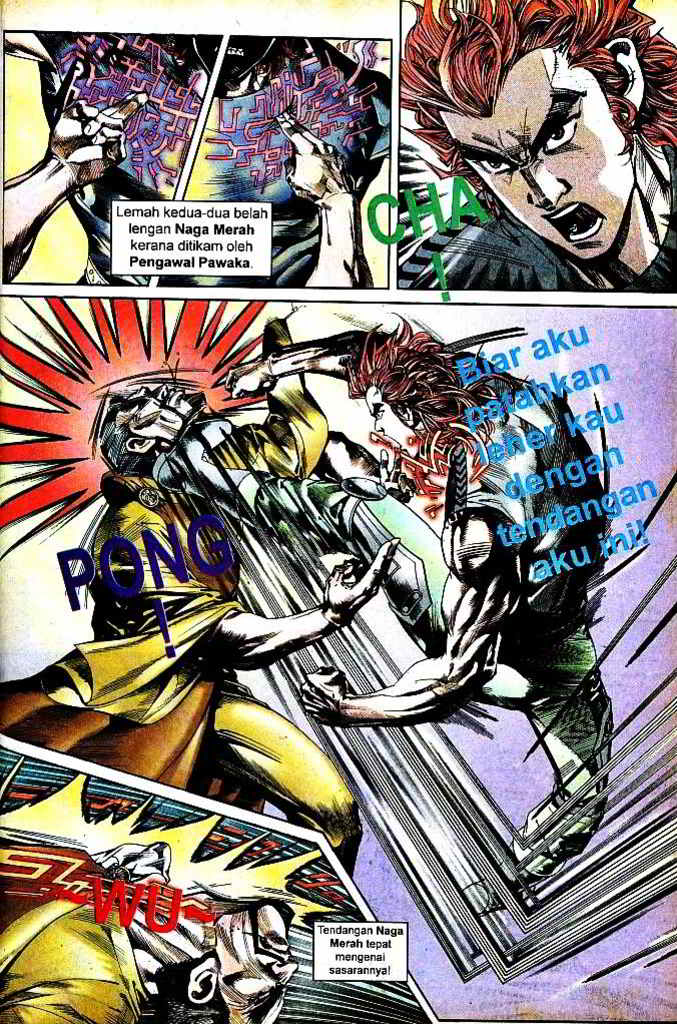 Lemah kedua-dua belah
lengan Naga Merah
kerana ditikam oleh
Pengawal Pawaka.
CHA
!
Biar aku
patahkan
leher kau
dengan
tendangan
aku ini!
PONG
!
~WU~
Tendangan Naga
Merah tepat
mengenai
sasarannya!